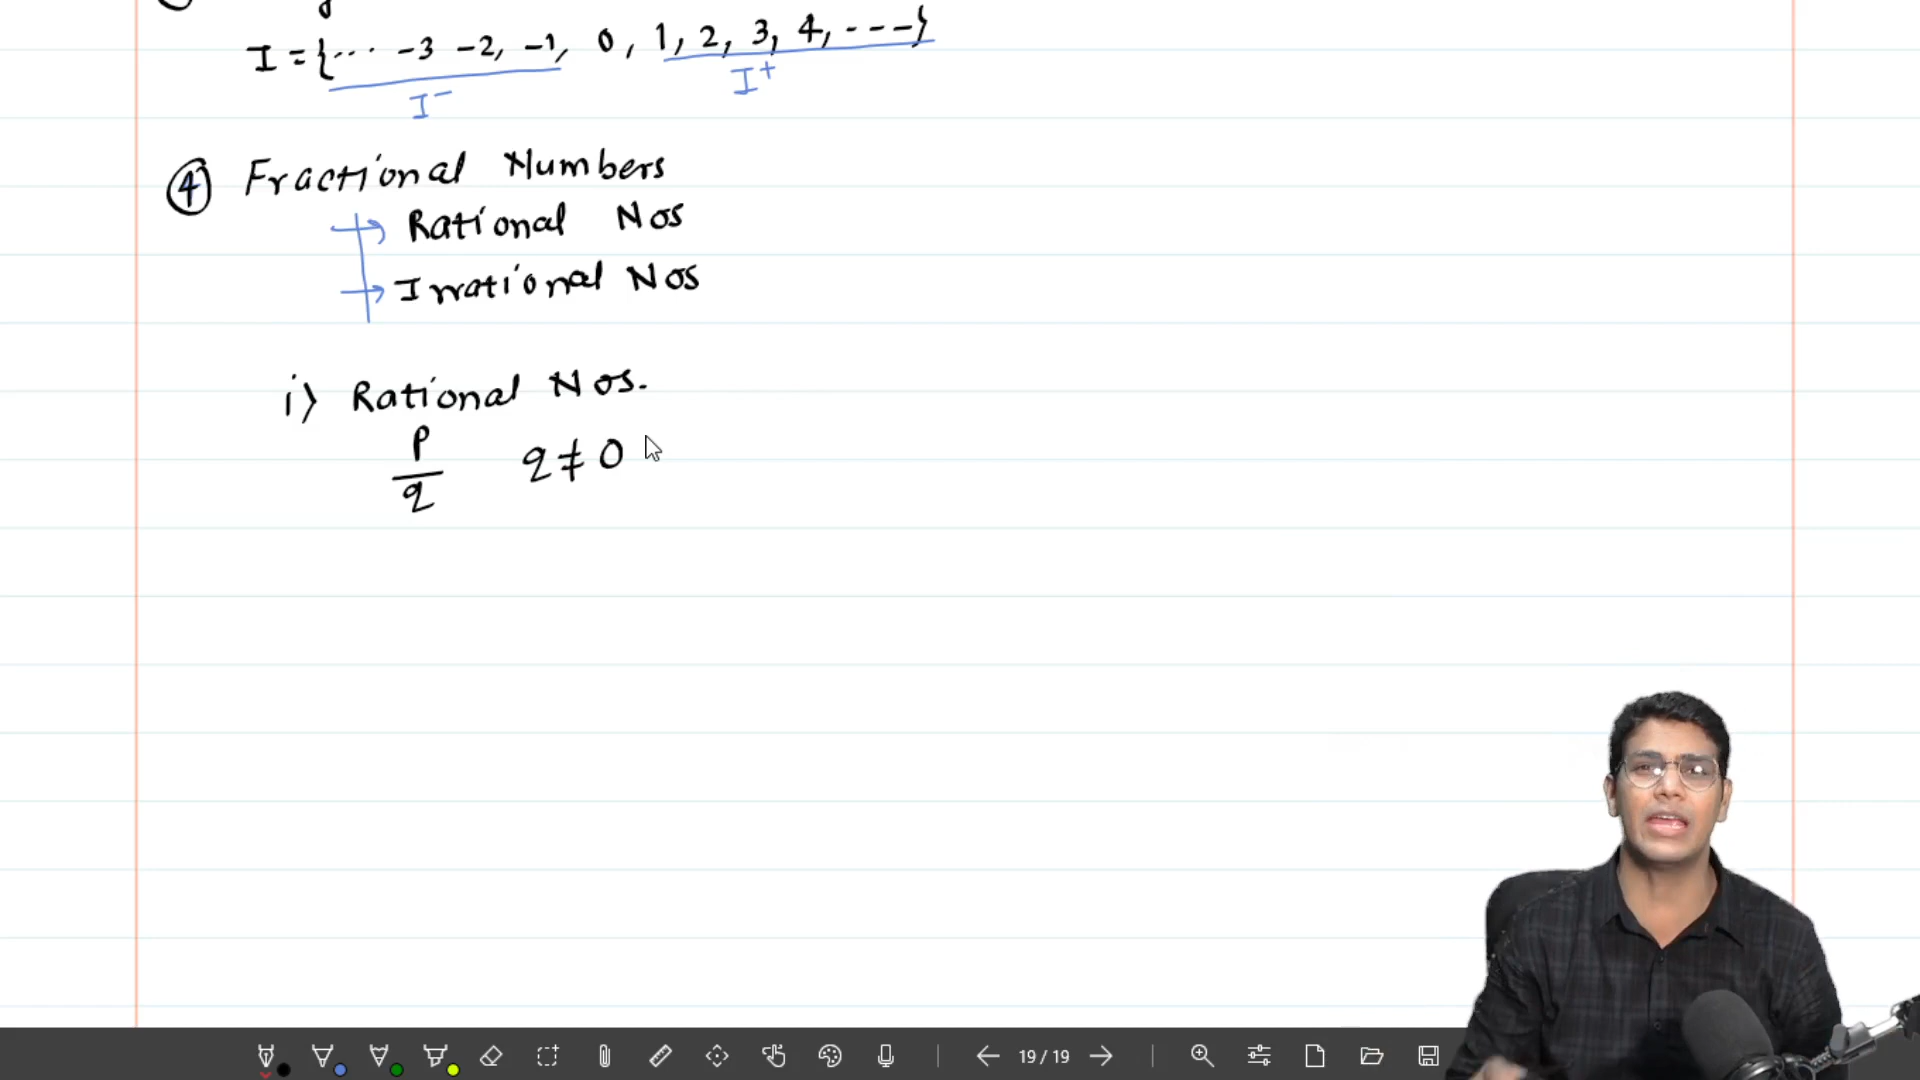 I = {... -3 -2, -1, 0, 1, 2, 3, 4, ---}
I⁻ I⁺
④ Fractional Numbers
→ Rational Nos
→ Irrational Nos
i) Rational Nos.
p/q q ≠ 0
19 / 19